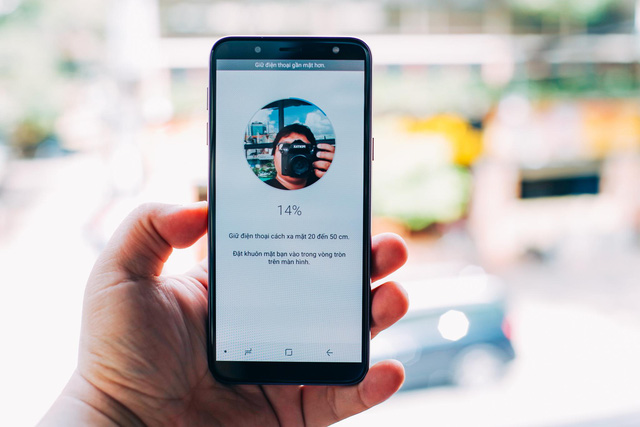 Giữ điện thoại gần mặt hơn.
14%
Giữ điện thoại cách xa mặt 20 đến 50 cm.
Đặt khuôn mặt bạn vào trong vòng tròn
trên màn hình.